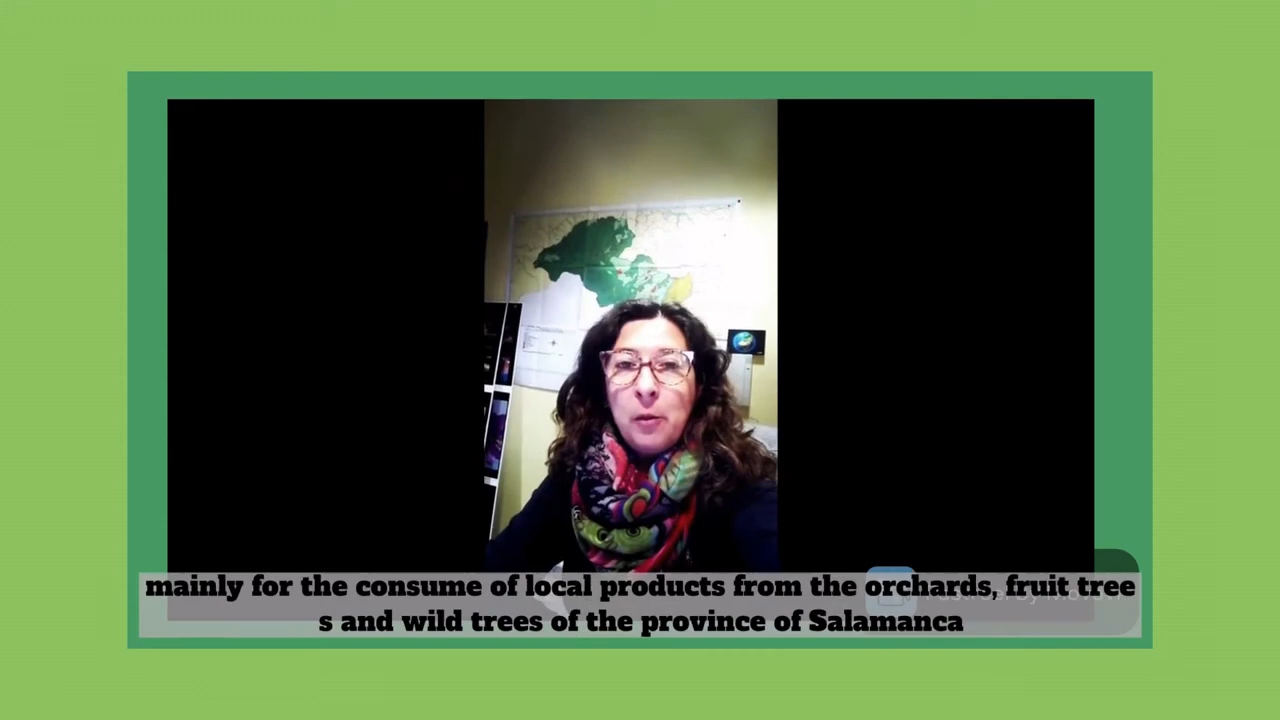 mainly for the consume of local products from the orchards, fruit tree
s and wild trees of the province of Salamanca